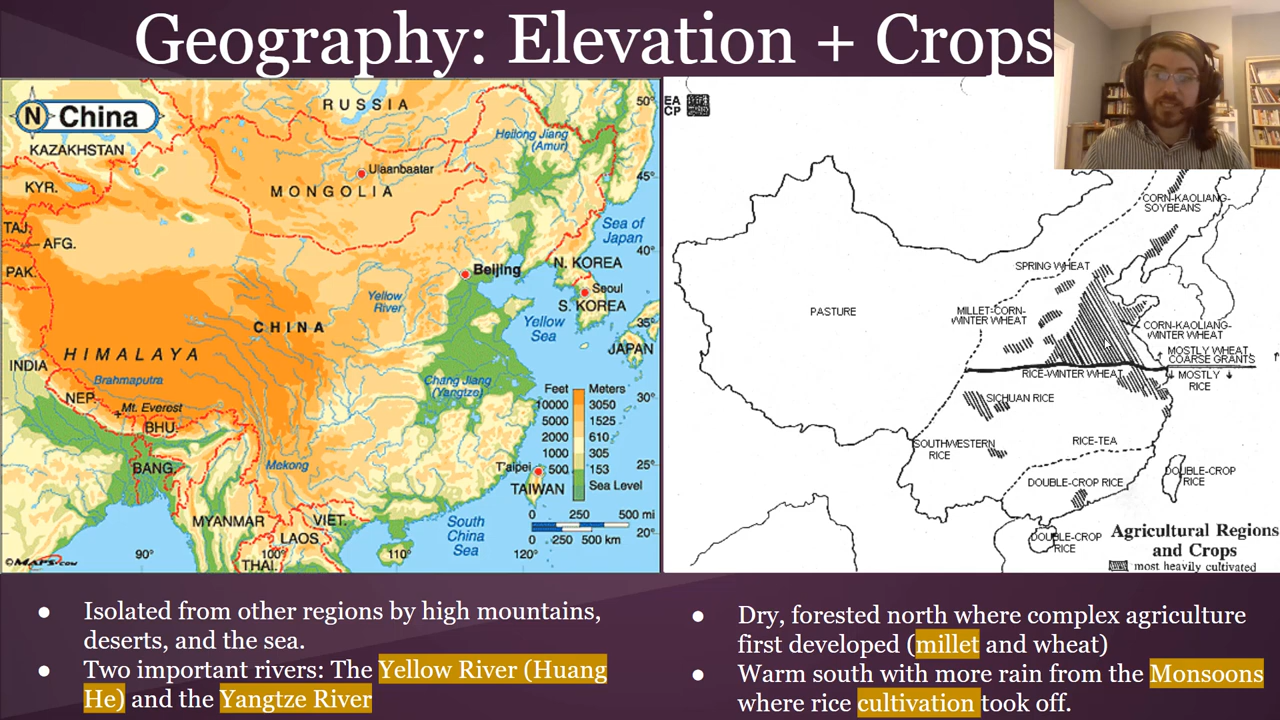 Geography: Elevation + Crops
N China
RUSSIA
50°
KAZAKHSTAN
Heilong Jiang
(Amur)
Ulaanbaatar
45°
KYR.
MONGOLIA
TAJ.
AFG.
Sea of
Japan
40°
PAK.
Beijing
N. KOREA
Seoul
S. KOREA
Yellow
River
CHINA
Yellow
Sea
35°
JAPAN
HIMALAYA
INDIA
Brahmaputra
Chang Jiang
(Yangtze)
Feet Meters
30°
NEP.
Mt. Everest
BHU.
10000 3050
5000 1525
2000 610
1000 305
500 153
Sea Level
25°
BANG.
Mekong
T'aipei
TAIWAN
MYANMAR
VIET.
LAOS
THAI.
South
China
Sea
0 250 500 mi
0 250 500 km
20°
90°
100°
110°
120°
©MAPS.com
EA
CP
CORN-KAOLIANG-
SOYBEANS
SPRING WHEAT
PASTURE
MILLET-CORN-
WINTER WHEAT
CORN-KAOLIANG-
WINTER WHEAT
↑ MOSTLY WHEAT, ↑
COARSE GRANTS
RICE-WINTER WHEAT
↓ MOSTLY ↓
RICE
SICHUAN RICE
SOUTHWESTERN
RICE
RICE-TEA
DOUBLE-CROP
RICE
DOUBLE-CROP RICE
DOUBLE-CROP
RICE
Agricultural Regions
and Crops
most heavily cultivated
● Isolated from other regions by high mountains,
deserts, and the sea.
● Two important rivers: The Yellow River (Huang
He) and the Yangtze River
● Dry, forested north where complex agriculture
first developed (millet and wheat)
● Warm south with more rain from the Monsoons
where rice cultivation took off.